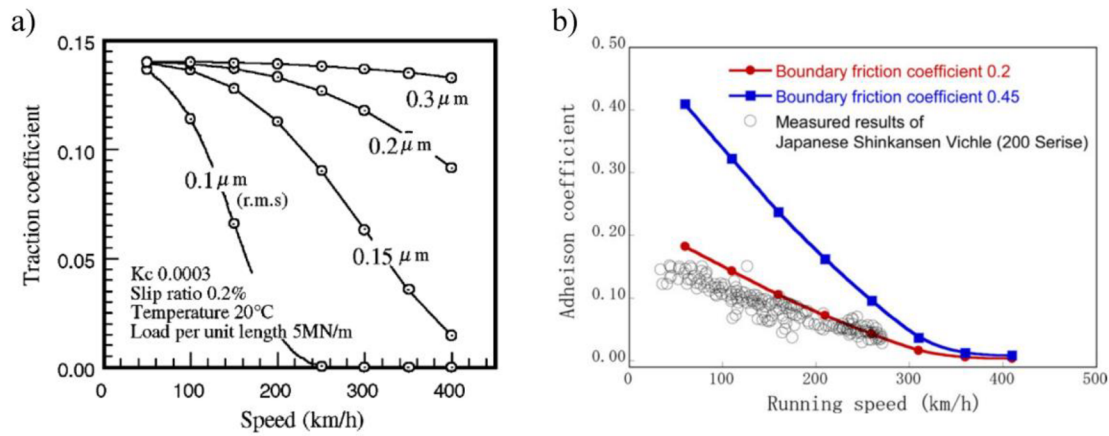 a)
0.15
0.10
0.05
0.00
Traction coefficient
0.3 μm
0.2 μm
0.1 μm
(r.m.s)
0.15 μm
Kc 0.0003
Slip ratio 0.2%
Temperature 20°C
Load per unit length 5MN/m
0 100 200 300 400
Speed (km/h)
b)
0.50
0.40
0.30
0.20
0.10
0.00
Adheison coefficient
Boundary friction coefficient 0.2
Boundary friction coefficient 0.45
Measured results of
Japanese Shinkansen Vichle (200 Serise)
0 100 200 300 400 500
Running speed (km/h)